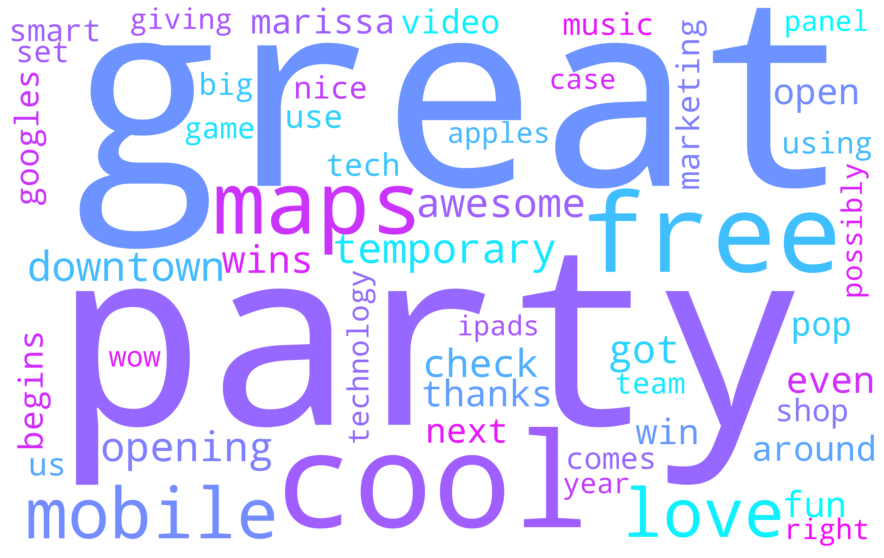 smart giving marissa video music panel
set
great
googles
big nice case marketing open
game use apples using
tech
maps awesome free possibly
downtown wins temporary
party
technology ipads pop
begins wow check got
thanks team even
next shop
us opening win around
cool comes
year
mobile love fun
right